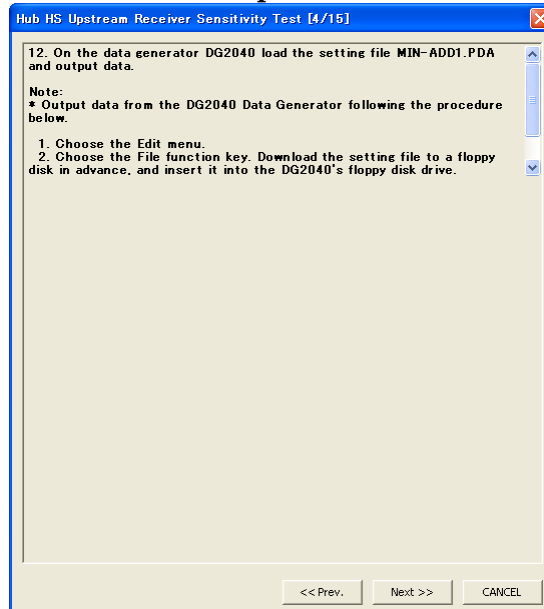 Hub HS Upstream Receiver Sensitivity Test [4/15]
12. On the data generator DG2040 load the setting file MIN-ADD1.PDA
and output data.
Note:
* Output data from the DG2040 Data Generator following the procedure
below.
1. Choose the Edit menu.
2. Choose the File function key. Download the setting file to a floppy
disk in advance, and insert it into the DG2040's floppy disk drive.
<< Prev. Next >> CANCEL